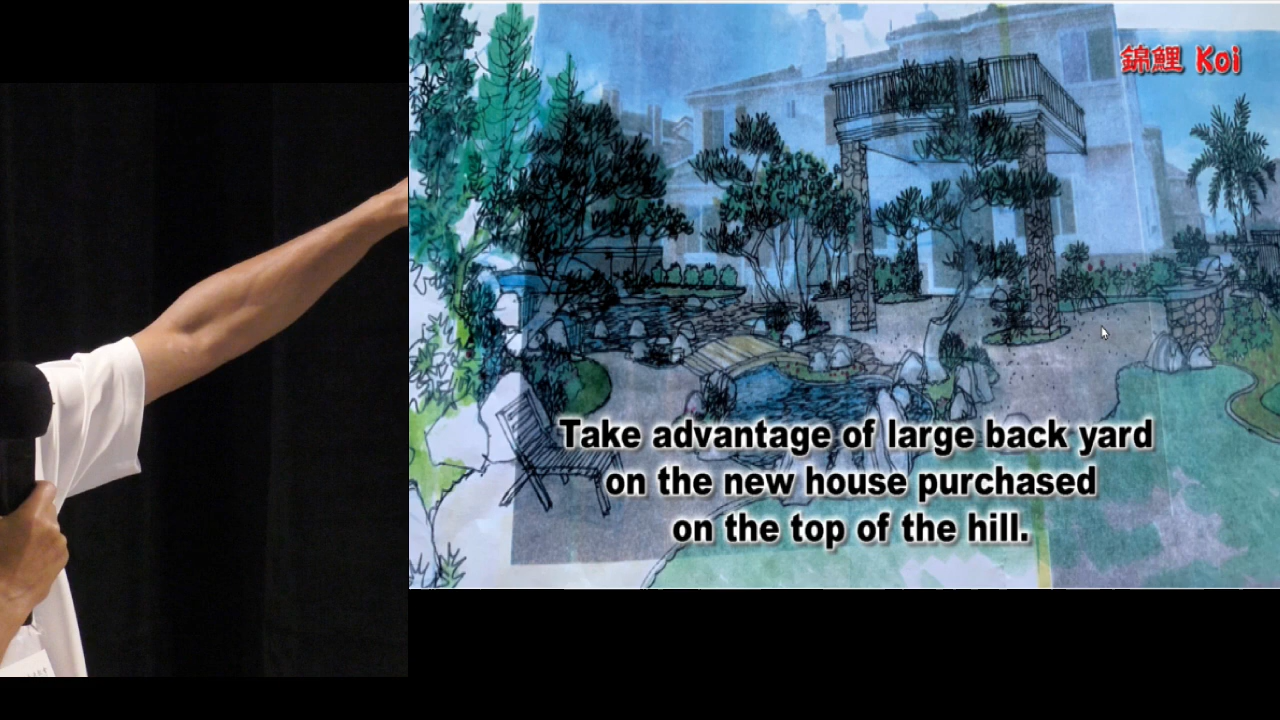 錦鯉 Koi
Take advantage of large back yard
on the new house purchased
on the top of the hill.